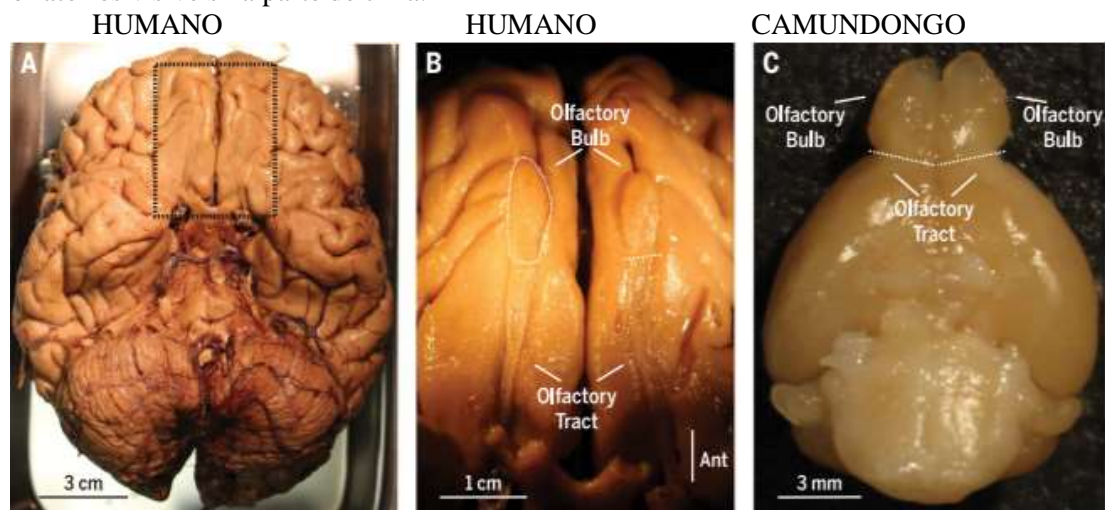 HUMANO HUMANO CAMUNDONGO
A B C
Olfactory
Bulb
Olfactory
Tract
Ant
3 cm
1 cm
Olfactory
Bulb
Olfactory
Bulb
Olfactory
Tract
3 mm